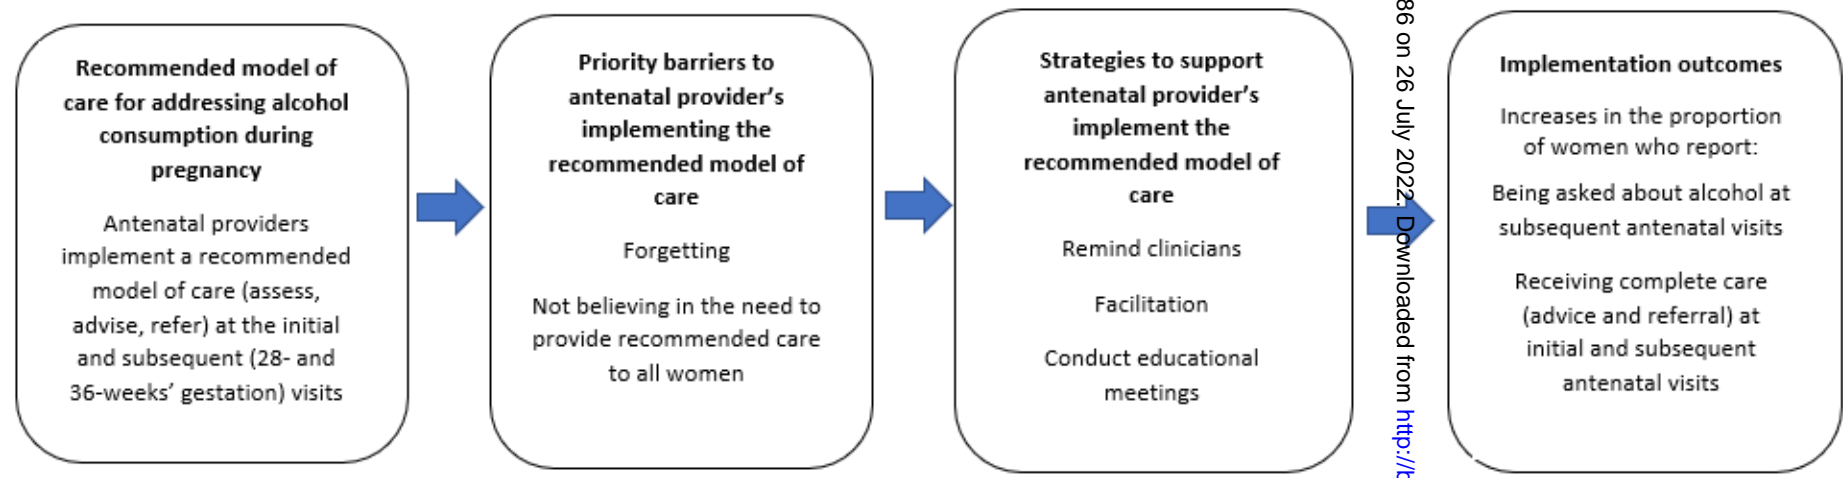 Recommended model of
care for addressing alcohol
consumption during
pregnancy
Antenatal providers
implement a recommended
model of care (assess,
advise, refer) at the initial
and subsequent (28- and
36-weeks’ gestation) visits
Priority barriers to
antenatal provider’s
implementing the
recommended model of
care
Forgetting
Not believing in the need to
provide recommended care
to all women
Strategies to support
antenatal provider’s
implement the
recommended model of
care
Remind clinicians
Facilitation
Conduct educational
meetings
86 on 26 July 2022. Downloaded from http://b
Implementation outcomes
Increases in the proportion
of women who report:
Being asked about alcohol at
subsequent antenatal visits
Receiving complete care
(advice and referral) at
initial and subsequent
antenatal visits